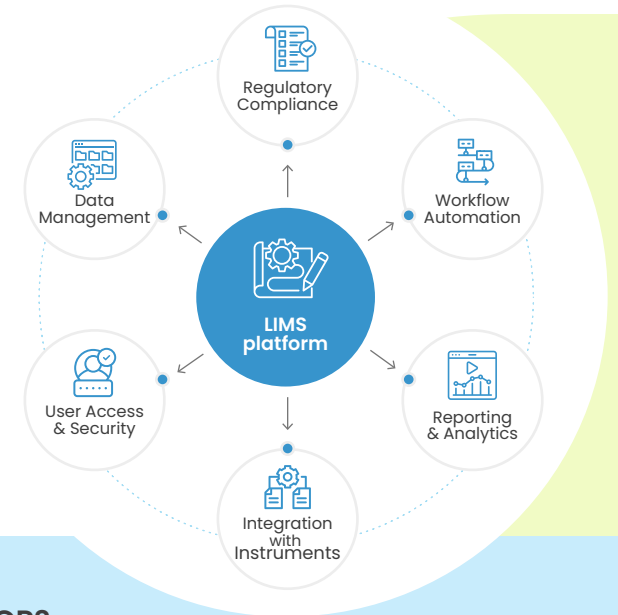 Regulatory
Compliance
Data
Management
Workflow
Automation
LIMS
platform
User Access
& Security
Reporting
& Analytics
Integration
with
Instruments